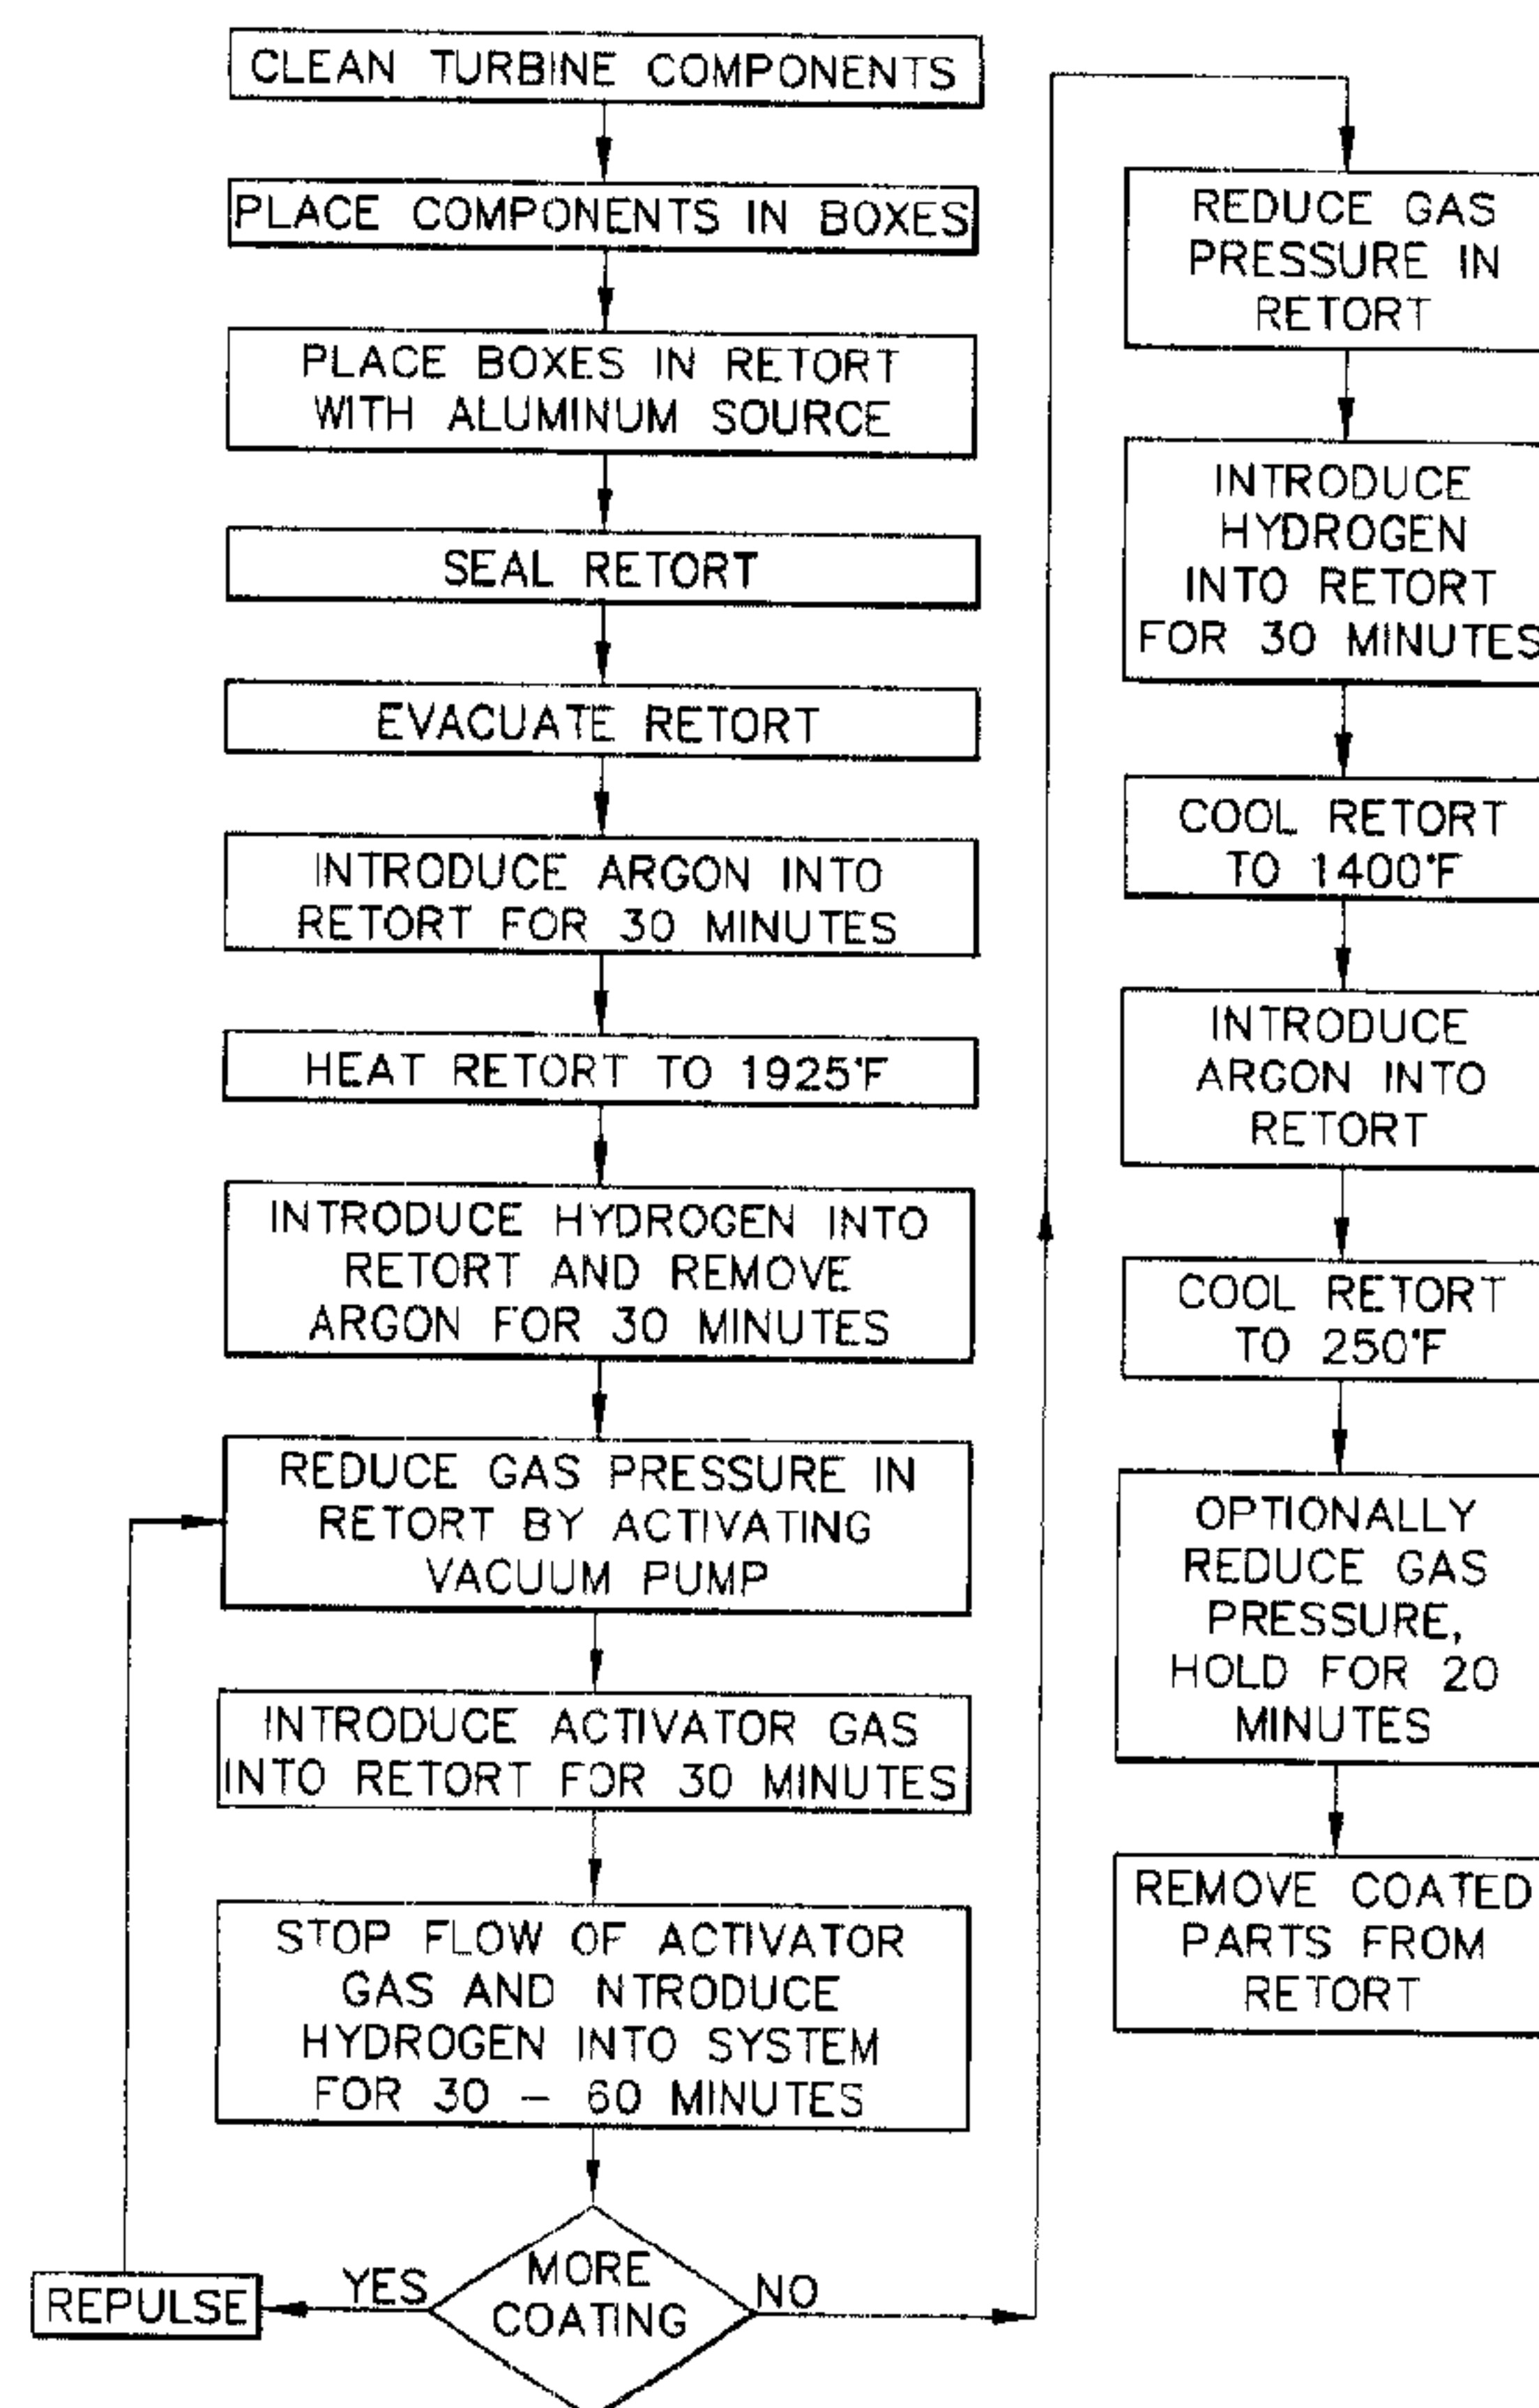 CLEAN TURBINE COMPONENTS
PLACE COMPONENTS IN BOXES
PLACE BOXES IN RETORT
WITH ALUMINUM SOURCE
SEAL RETORT
EVACUATE RETORT
INTRODUCE ARGON INTO
RETORT FOR 30 MINUTES
HEAT RETORT TO 1925°F
INTRODUCE HYDROGEN INTO
RETORT AND REMOVE
ARGON FOR 30 MINUTES
REDUCE GAS PRESSURE IN
RETORT BY ACTIVATING
VACUUM PUMP
INTRODUCE ACTIVATOR GAS
INTO RETORT FOR 30 MINUTES
STOP FLOW OF ACTIVATOR
GAS AND NTRODUCE
HYDROGEN INTO SYSTEM
FOR 30 – 60 MINUTES
MORE
COATING
YES
REPULSE
NO
REDUCE GAS
PRESSURE IN
RETORT
INTRODUCE
HYDROGEN
INTO RETORT
FOR 30 MINUTES
COOL RETORT
TO 1400°F
INTRODUCE
ARGON INTO
RETORT
COOL RETORT
TO 250°F
OPTIONALLY
REDUCE GAS
PRESSURE,
HOLD FOR 20
MINUTES
REMOVE COATED
PARTS FROM
RETORT